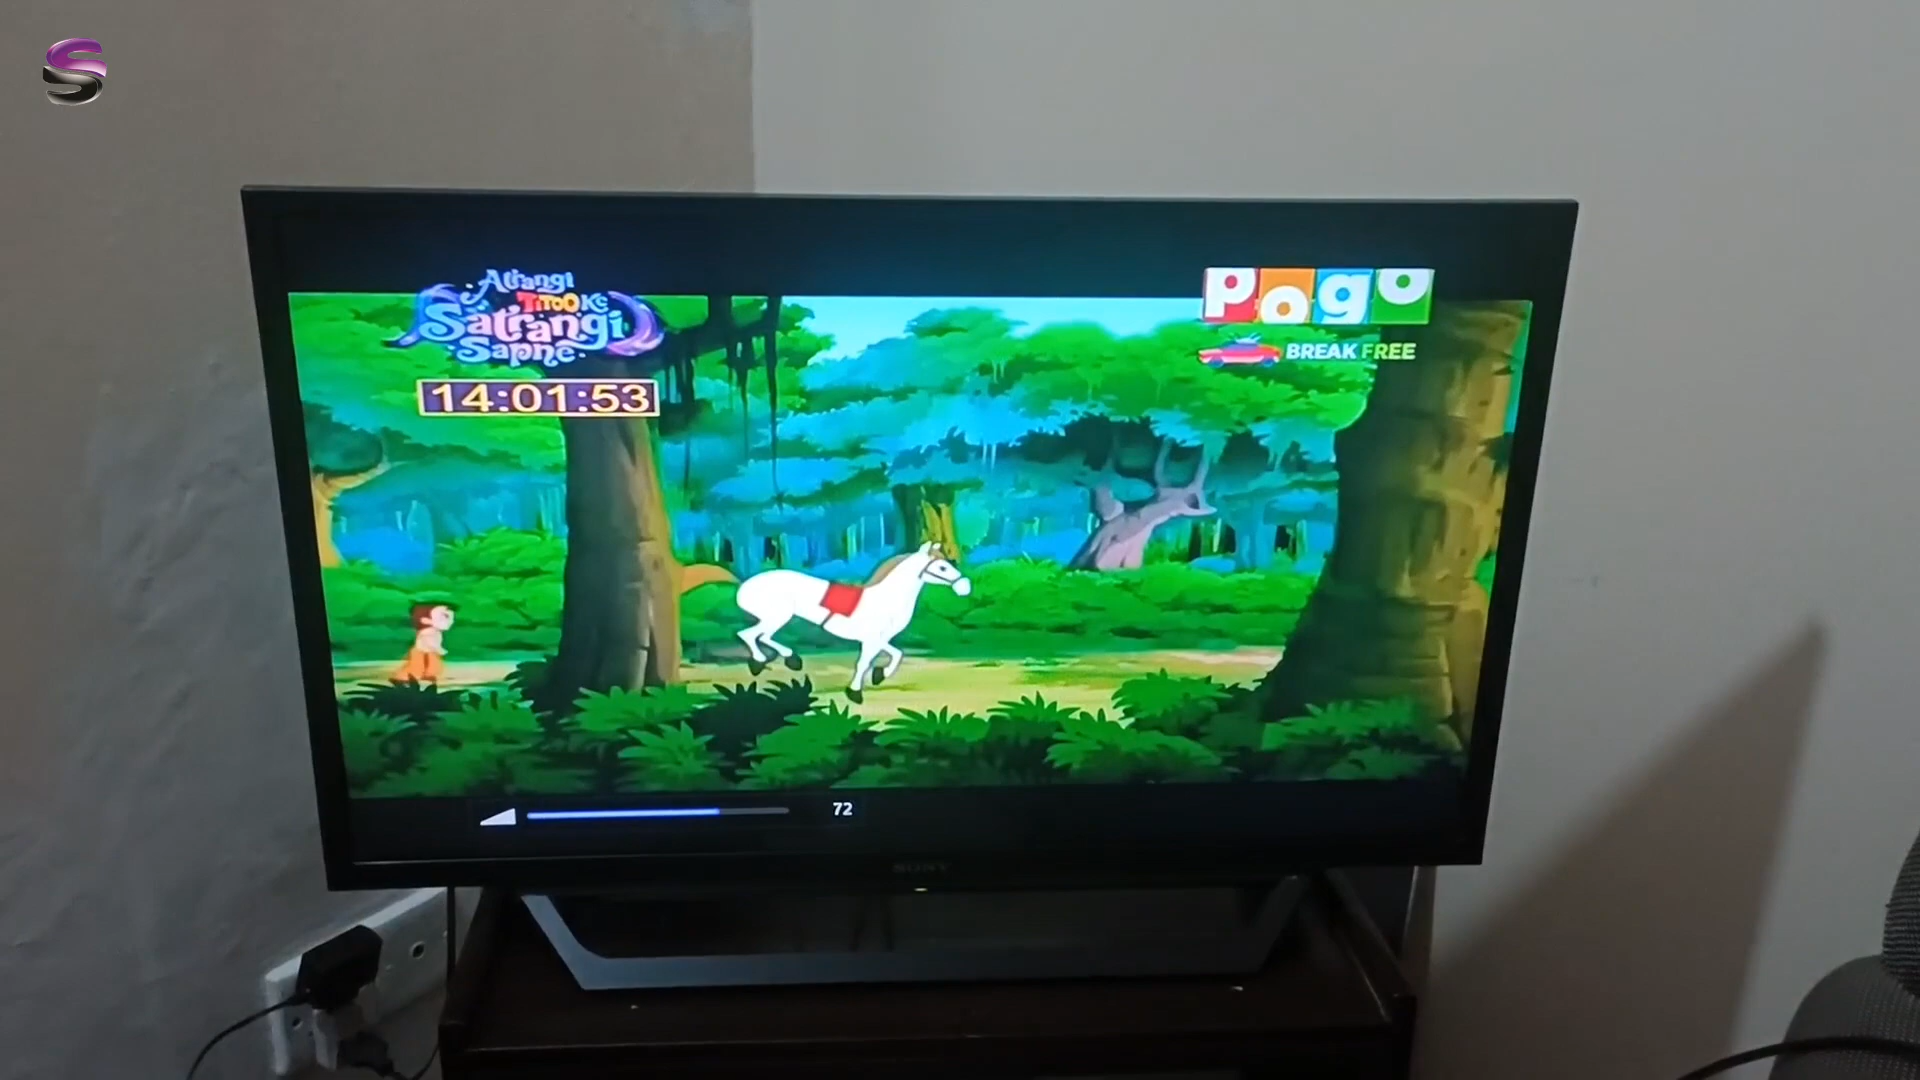 S
Atrangi
TITOO Ke
Satrangi
Sapne
14:01:53
POGO
BREAK FREE
72
SONY